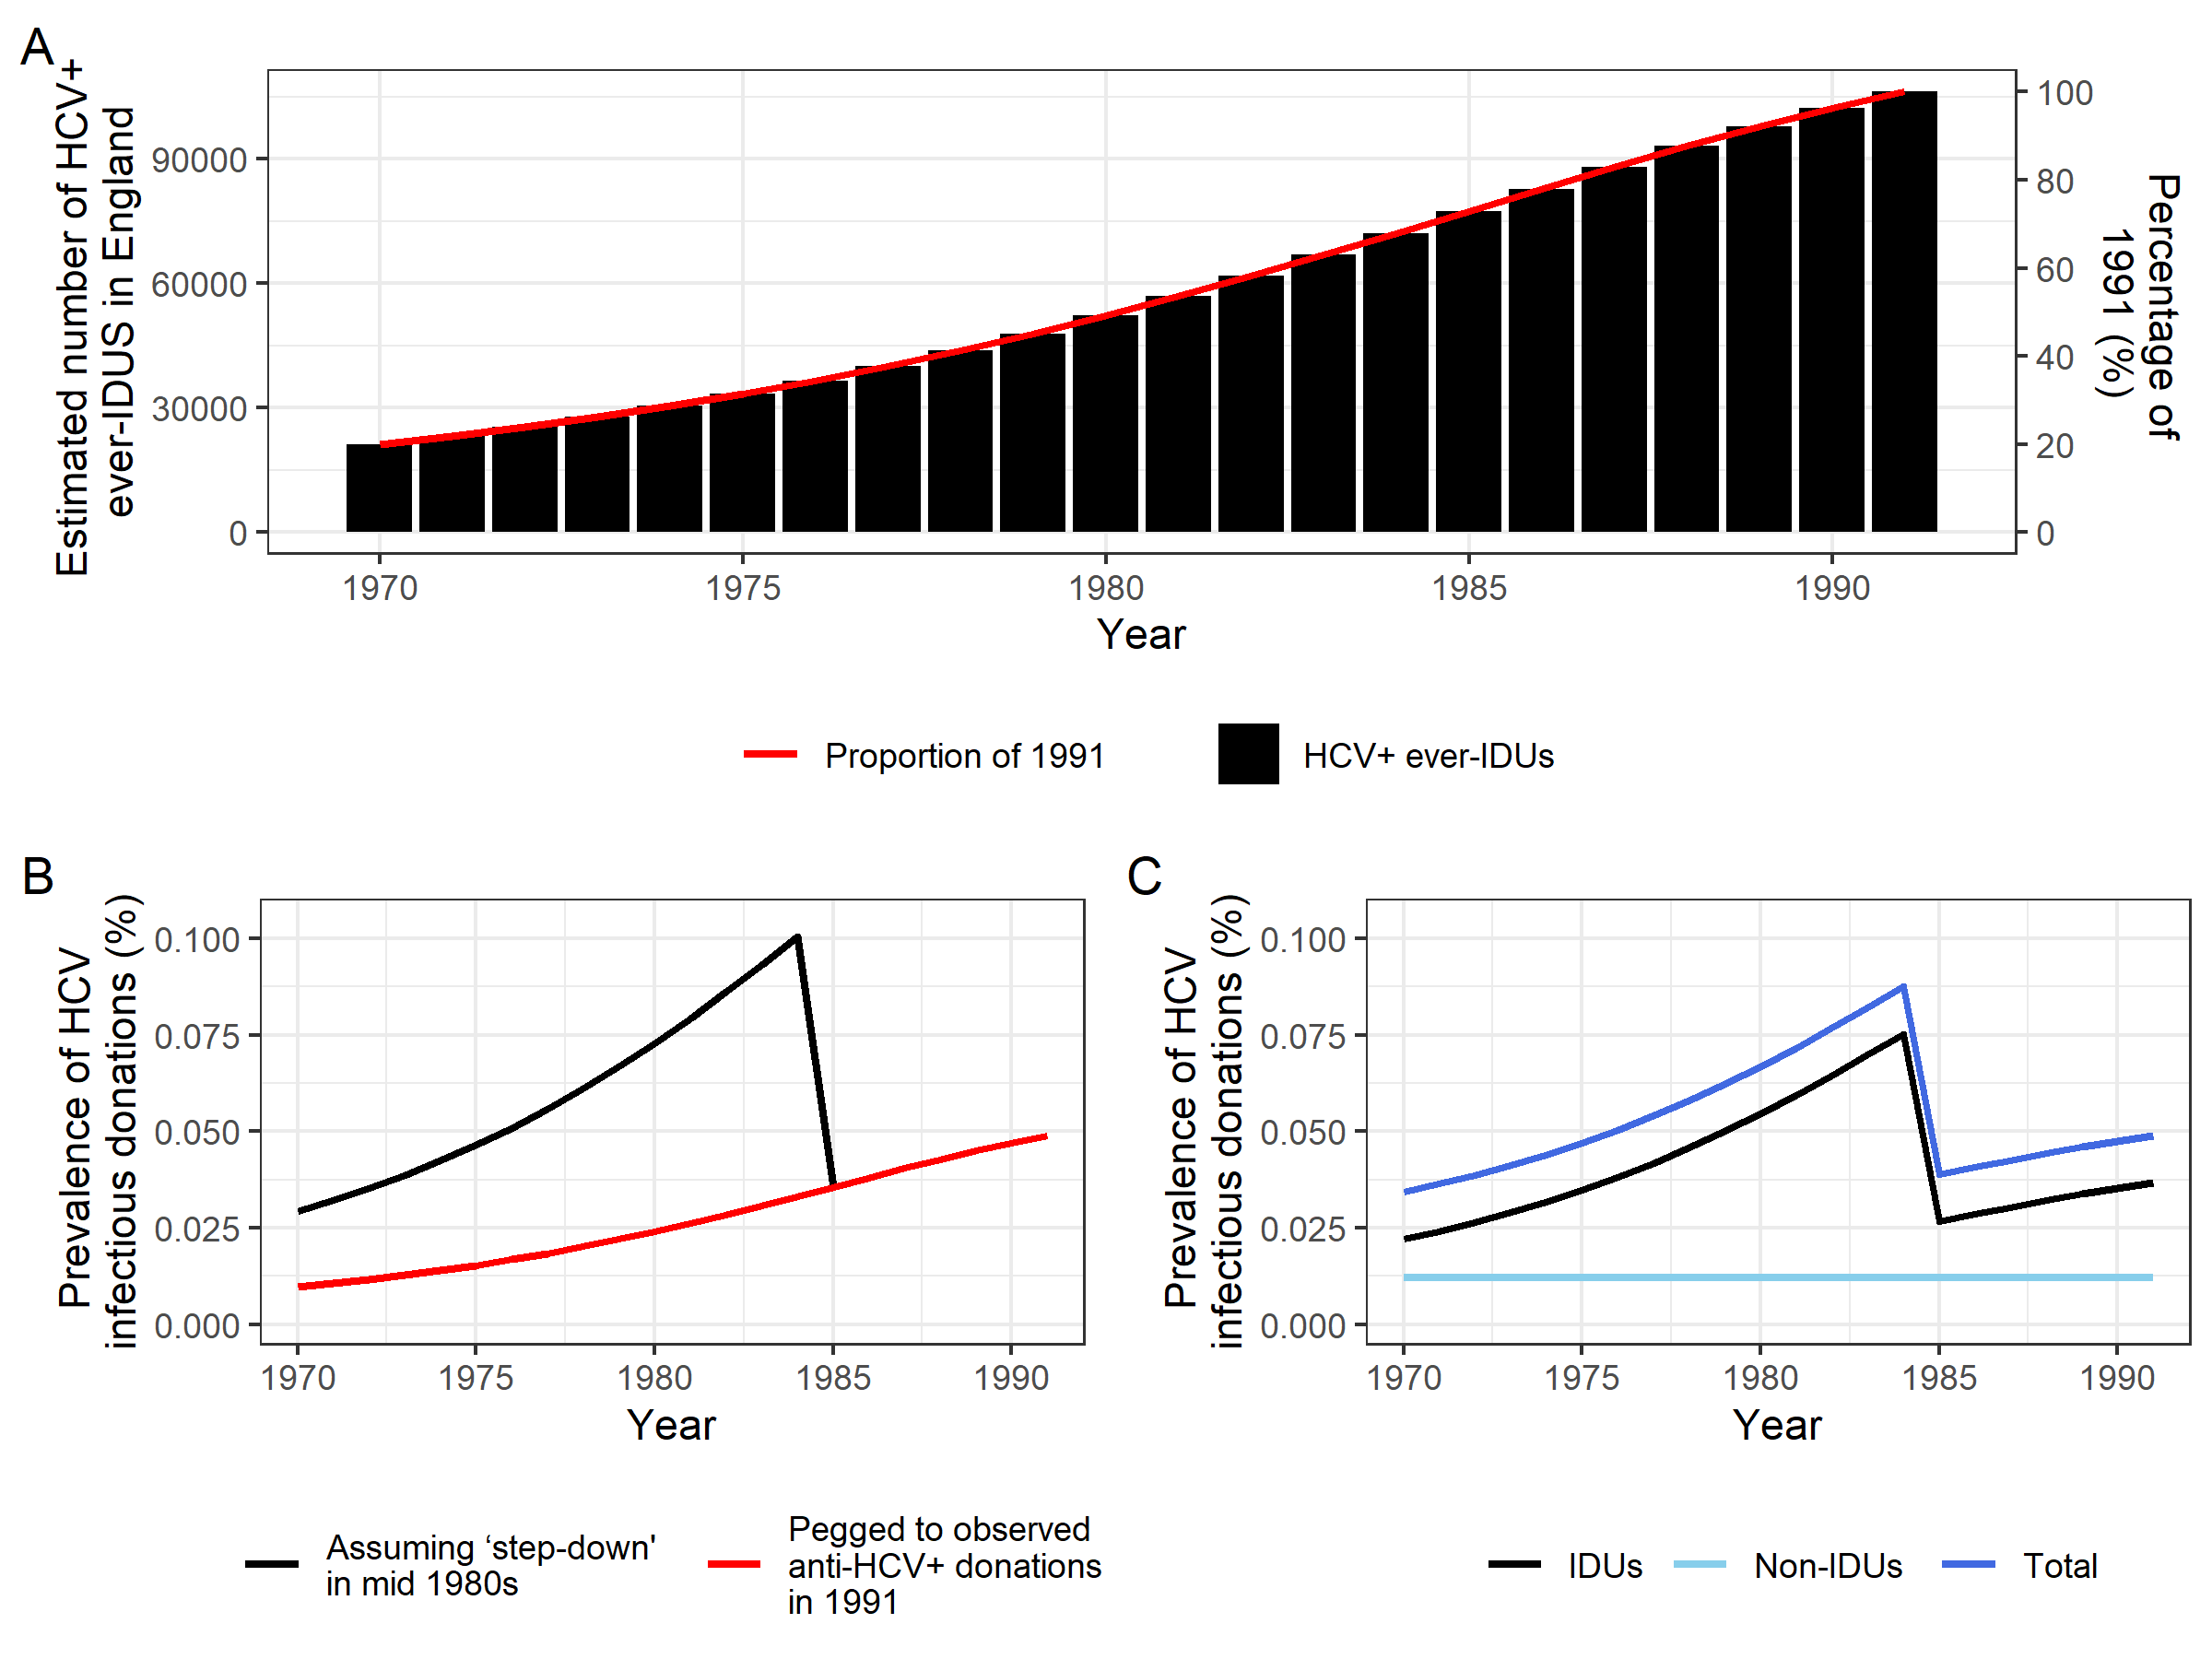 A
Estimated number of HCV+
ever-IDUS in England
90000
60000
30000
0
100
80
60
40
20
0
Percentage of
1991 (%)
1970
1975
1980
1985
1990
Year
Proportion of 1991
HCV+ ever-IDUs
B
Prevalence of HCV
infectious donations (%)
0.100
0.075
0.050
0.025
0.000
1970
1975
1980
1985
1990
Year
Assuming ‘step-down'
in mid 1980s
Pegged to observed
anti-HCV+ donations
in 1991
C
Prevalence of HCV
infectious donations (%)
0.100
0.075
0.050
0.025
0.000
1970
1975
1980
1985
1990
Year
IDUs
Non-IDUs
Total